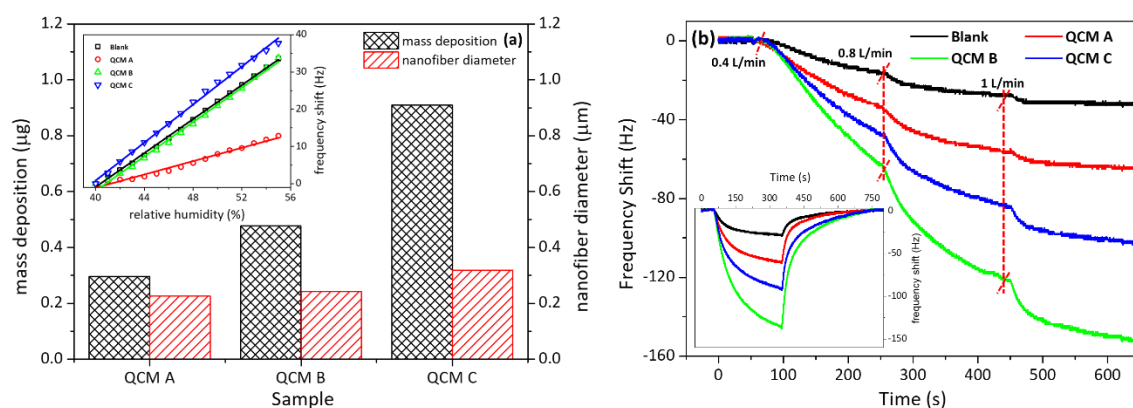 1.2 1.2
mass deposition (a)
nanofiber diameter
1.0 1.0
0.8 0.8
0.6 0.6
0.4 0.4
0.2 0.2
0.0 0.0
mass deposition (µg)
nanofiber diameter (µm)
QCM A QCM B QCM C
Sample
Blank
QCM A
QCM B
QCM C
40
30
20
10
0
frequency shift (Hz)
40 44 48 52 56
relative humidity (%)
(b)
Blank QCM A
QCM B QCM C
0.4 L/min
0.8 L/min
1 L/min
0
-40
-80
-120
-160
Frequency Shift (Hz)
0 100 200 300 400 500 600
Time (s)
Time (s)
0 150 300 450 600 750
0
-50
-100
-150
frequency shift (Hz)